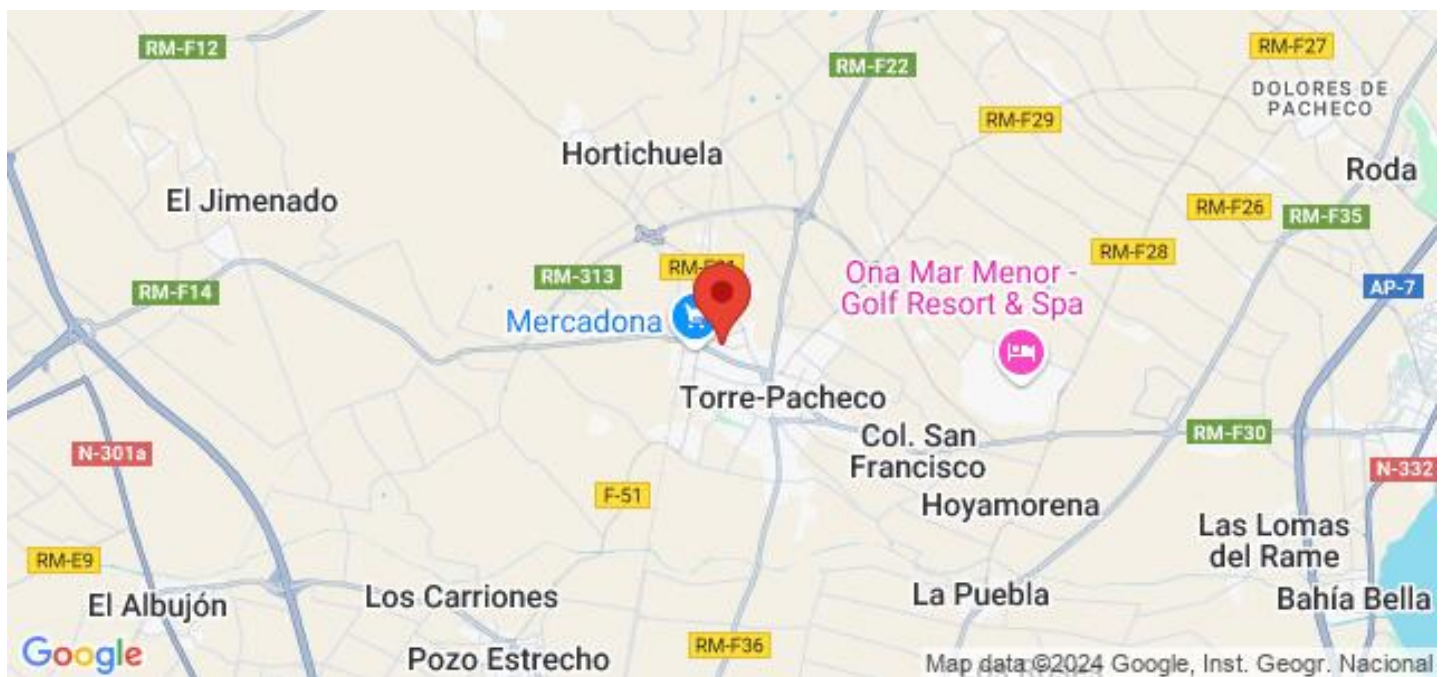 RM-F12
RM-F27
RM-F22
DOLORES DE
PACHECO
RM-F29
Hortichuela
Roda
El Jimenado
RM-F26
RM-F35
RM-F28
RM-313
Ona Mar Menor -
Golf Resort & Spa
RM-F14
AP-7
Mercadona
Torre-Pacheco
Col. San
Francisco
RM-F30
N-301a
N-332
F-51
Hoyamorena
Las Lomas
del Rame
RM-E9
El Albujón
Los Carriones
La Puebla
Bahía Bella
Google
Pozo Estrecho
RM-F36
Map data ©2024 Google, Inst. Geogr. Nacional